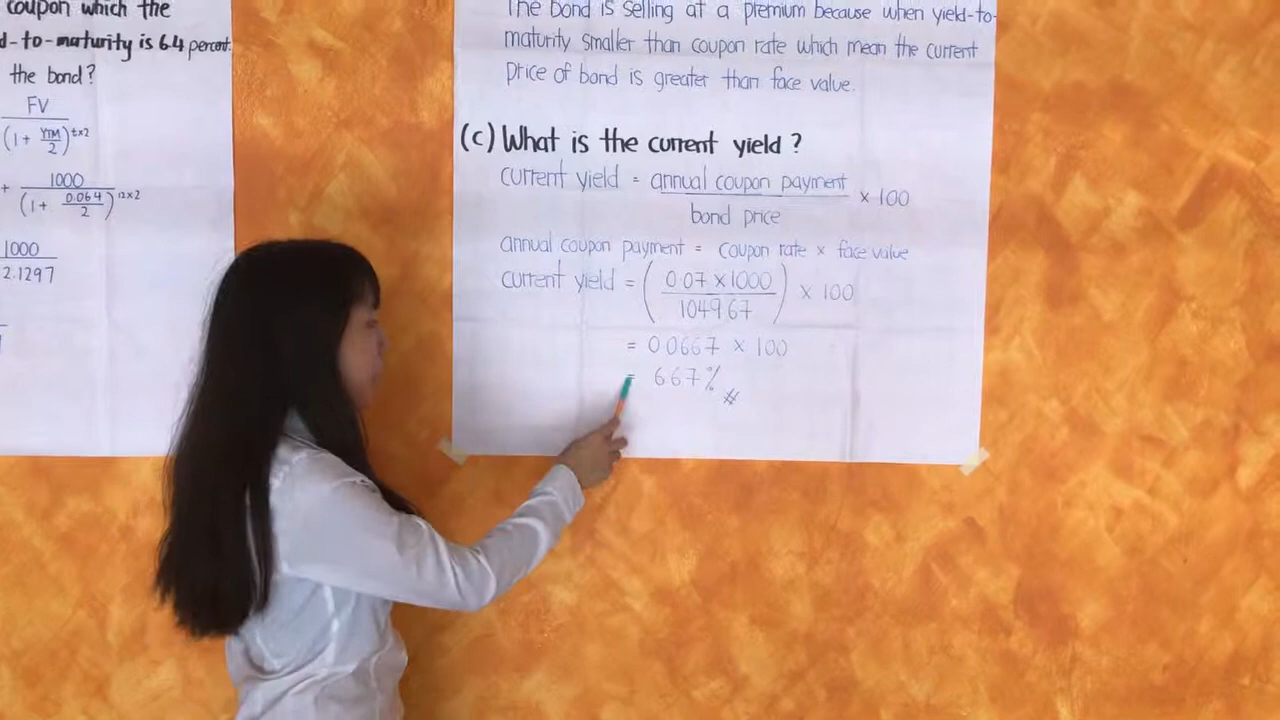 coupon which the
d-to-maturity is 6.4 percent.
the bond?
FV
(1 + YTM/2)^t×2
+ 1000
(1 + 0.064/2)^12×2
1000
2.1297
The bond is selling at a premium because when yield-to-
maturity smaller than coupon rate which mean the current
price of bond is greater than face value.
(c) What is the current yield?
current yield = annual coupon payment × 100
bond price
annual coupon payment = coupon rate × face value
current yield = (0.07 × 1000 / 1049.67) × 100
= 0.0667 × 100
= 6.67% #